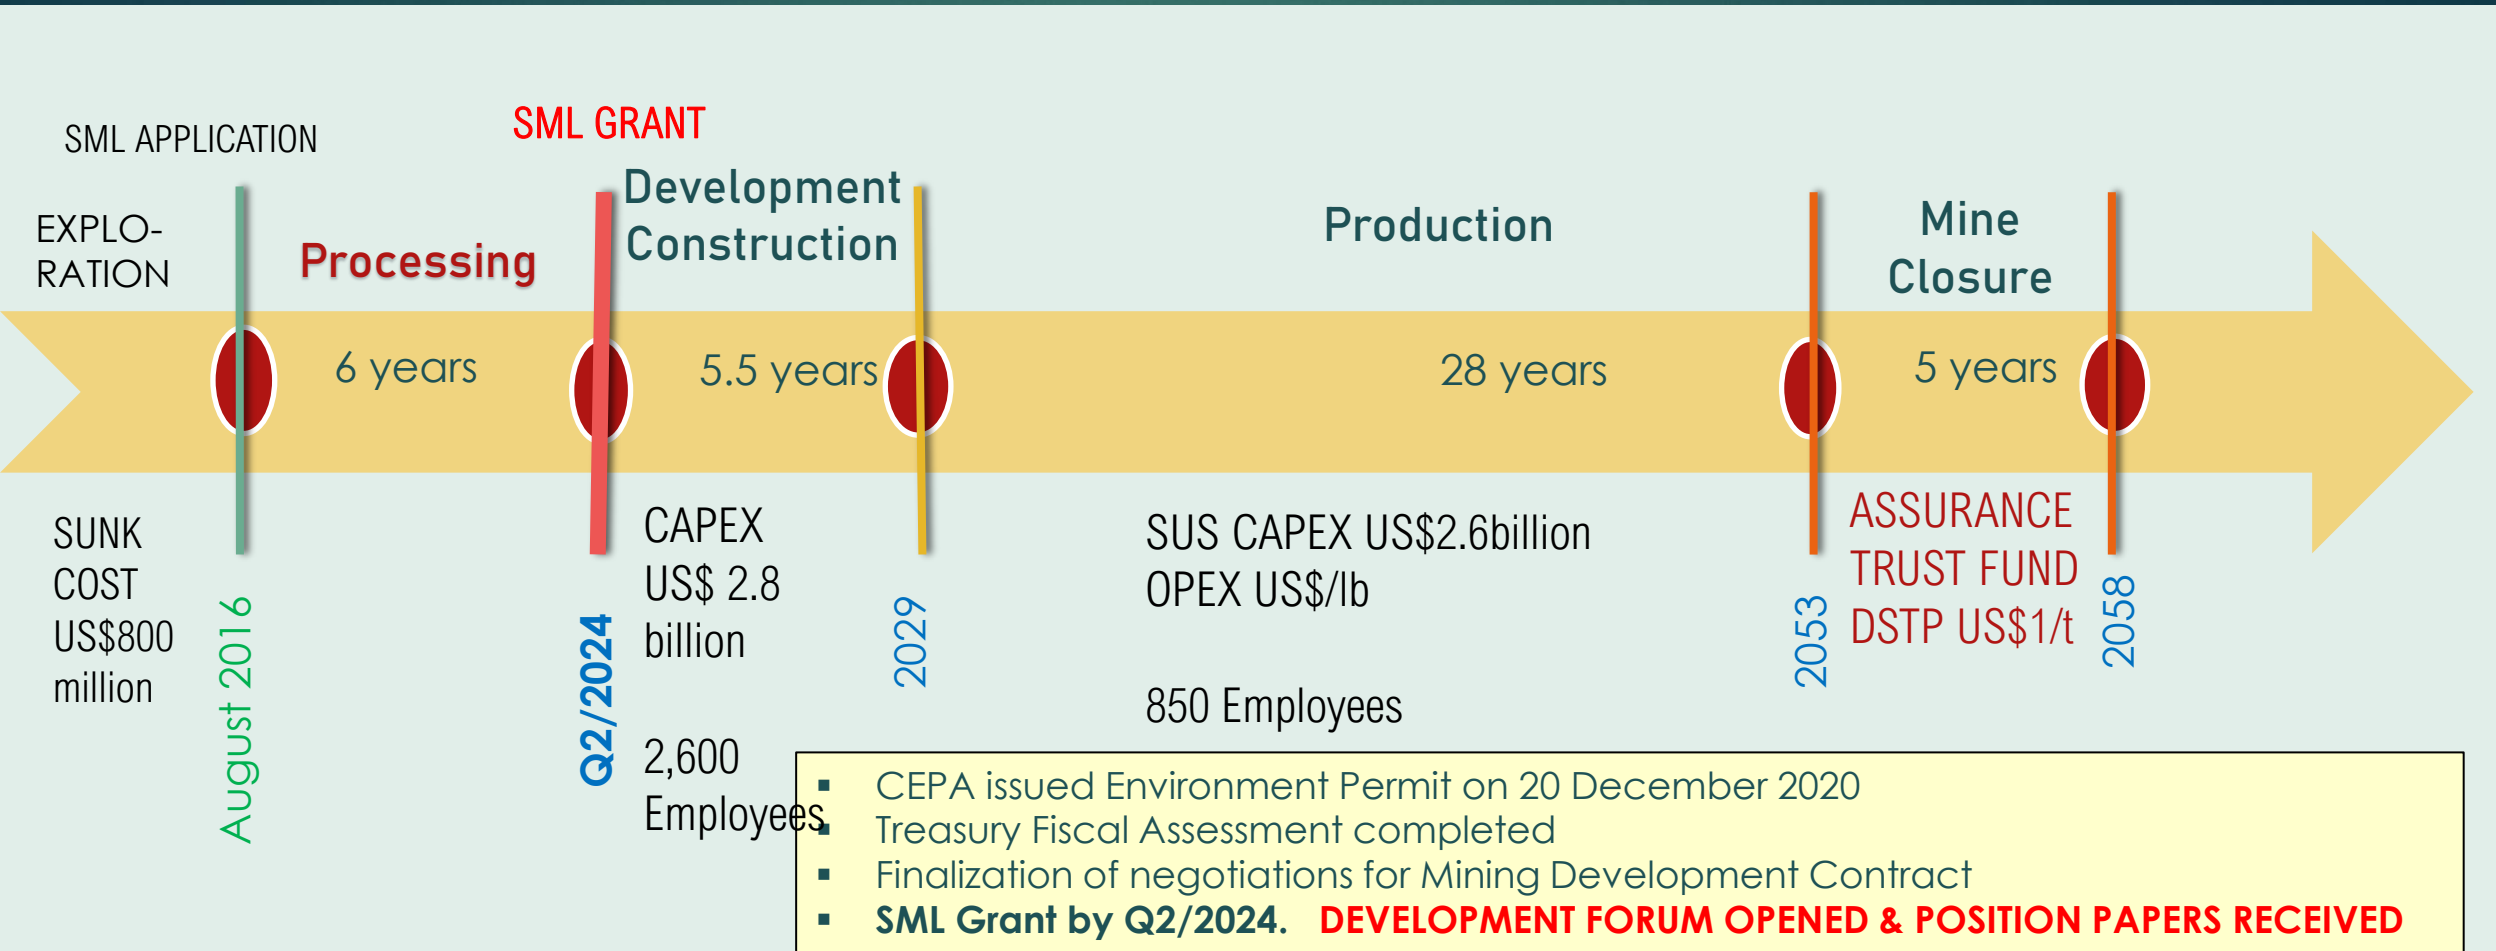 SML APPLICATION
SML GRANT
EXPLO-
RATION
Processing
Development
Construction
Production
Mine
Closure
6 years
5.5 years
28 years
5 years
SUNK
COST
US$800
million
August 2016
Q2/2024
CAPEX
US$ 2.8
billion
2,600
Employees
2029
SUS CAPEX US$2.6billion
OPEX US$/lb
850 Employees
2053
ASSURANCE
TRUST FUND
DSTP US$1/t
2058
▪ CEPA issued Environment Permit on 20 December 2020
▪ Treasury Fiscal Assessment completed
▪ Finalization of negotiations for Mining Development Contract
▪ SML Grant by Q2/2024. DEVELOPMENT FORUM OPENED & POSITION PAPERS RECEIVED